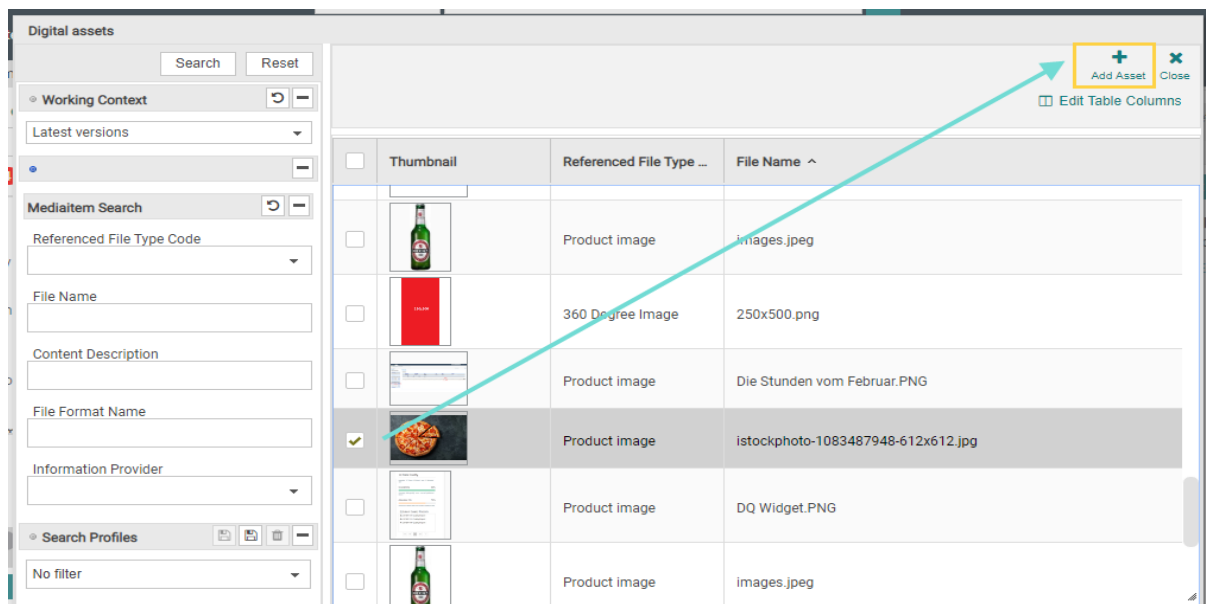 Digital assets
Search
Reset
Add Asset
Close
Edit Table Columns
Working Context
Latest versions
Mediaitem Search
Referenced File Type Code
File Name
Content Description
File Format Name
Information Provider
Search Profiles
No filter
Thumbnail
Referenced File Type ...
File Name
Product image
images.jpeg
360 Degree Image
250x500.png
Product image
Die Stunden vom Februar.PNG
Product image
istockphoto-1083487948-612x612.jpg
Product image
DQ Widget.PNG
Product image
images.jpeg